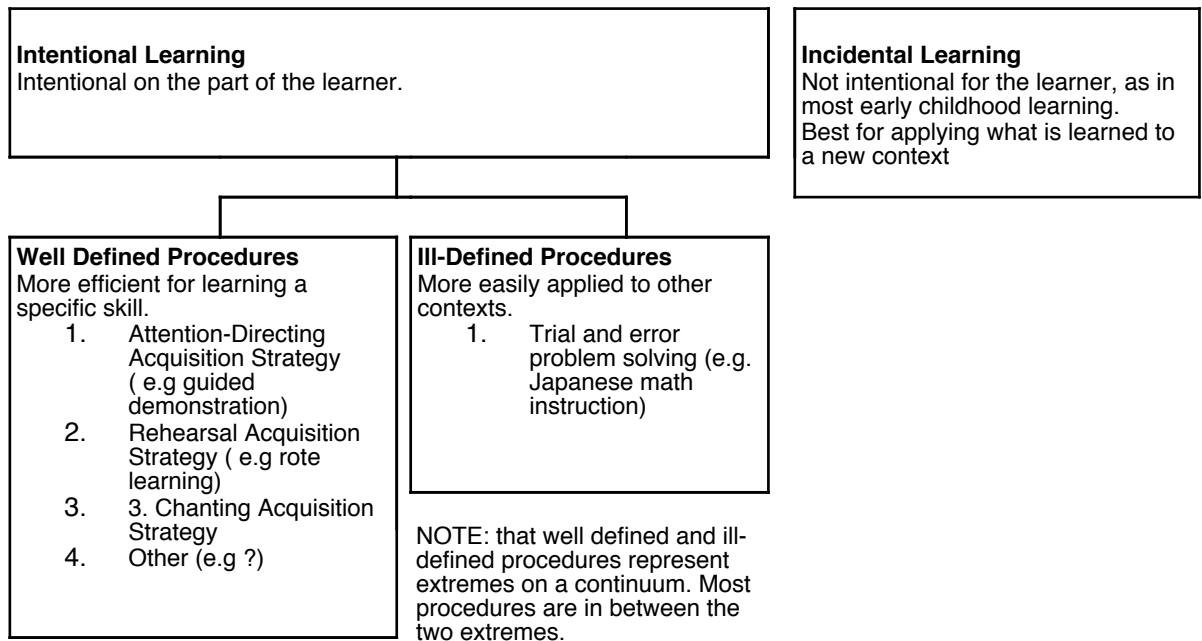 Intentional Learning
Intentional on the part of the learner.
Incidental Learning
Not intentional for the learner, as in
most early childhood learning.
Best for applying what is learned to
a new context
Well Defined Procedures
More efficient for learning a
specific skill.
1. Attention-Directing
Acquisition Strategy
( e.g guided
demonstration)
2. Rehearsal Acquisition
Strategy ( e.g rote
learning)
3. 3. Chanting Acquisition
Strategy
4. Other (e.g ?)
Ill-Defined Procedures
More easily applied to other
contexts.
1. Trial and error
problem solving (e.g.
Japanese math
instruction)
NOTE: that well defined and ill-
defined procedures represent
extremes on a continuum. Most
procedures are in between the
two extremes.